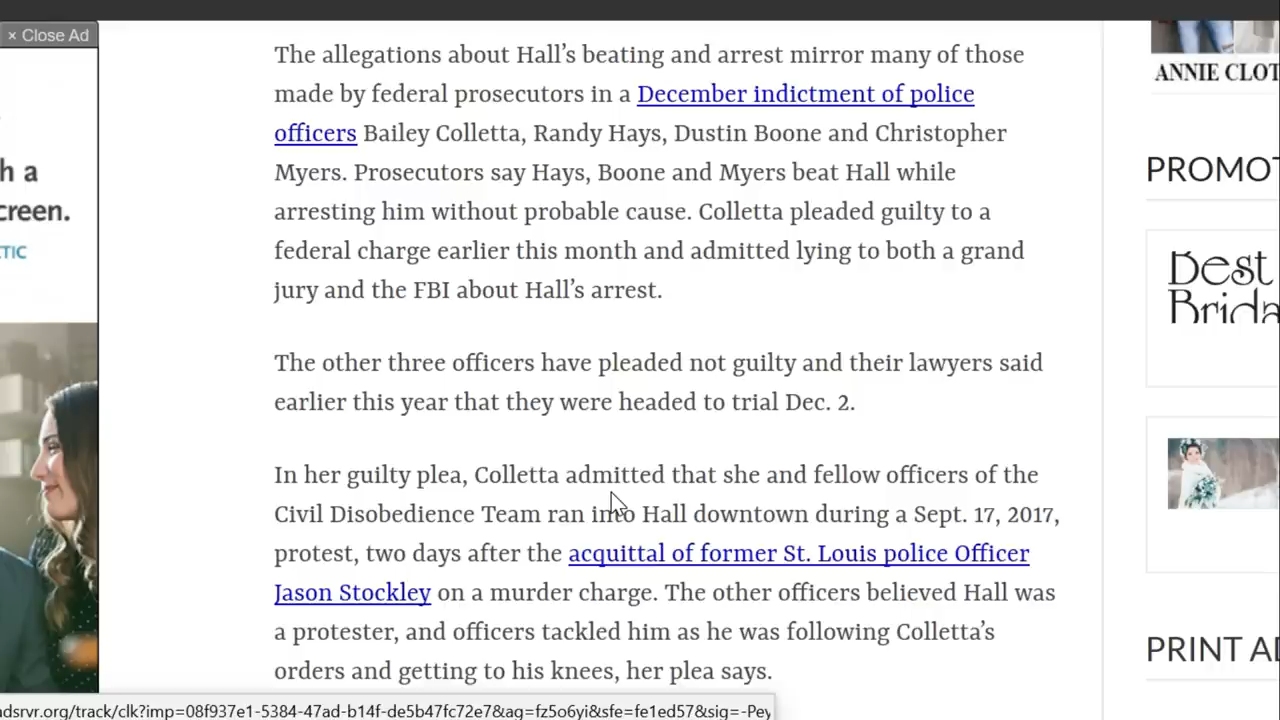 × Close Ad
h a
creen.
TIC
The allegations about Hall’s beating and arrest mirror many of those
made by federal prosecutors in a December indictment of police
officers Bailey Colletta, Randy Hays, Dustin Boone and Christopher
Myers. Prosecutors say Hays, Boone and Myers beat Hall while
arresting him without probable cause. Colletta pleaded guilty to a
federal charge earlier this month and admitted lying to both a grand
jury and the FBI about Hall’s arrest.
The other three officers have pleaded not guilty and their lawyers said
earlier this year that they were headed to trial Dec. 2.
In her guilty plea, Colletta admitted that she and fellow officers of the
Civil Disobedience Team ran into Hall downtown during a Sept. 17, 2017,
protest, two days after the acquittal of former St. Louis police Officer
Jason Stockley on a murder charge. The other officers believed Hall was
a protester, and officers tackled him as he was following Colletta’s
orders and getting to his knees, her plea says.
ANNIE CLOT
PROMOT
Best
Brida
PRINT AD
dsrvr.org/track/clk?imp=08f937e1-5384-47ad-b14f-de5b47fc72e7&ag=fz5o6yi&sfe=fe1ed57&sig=-Pey